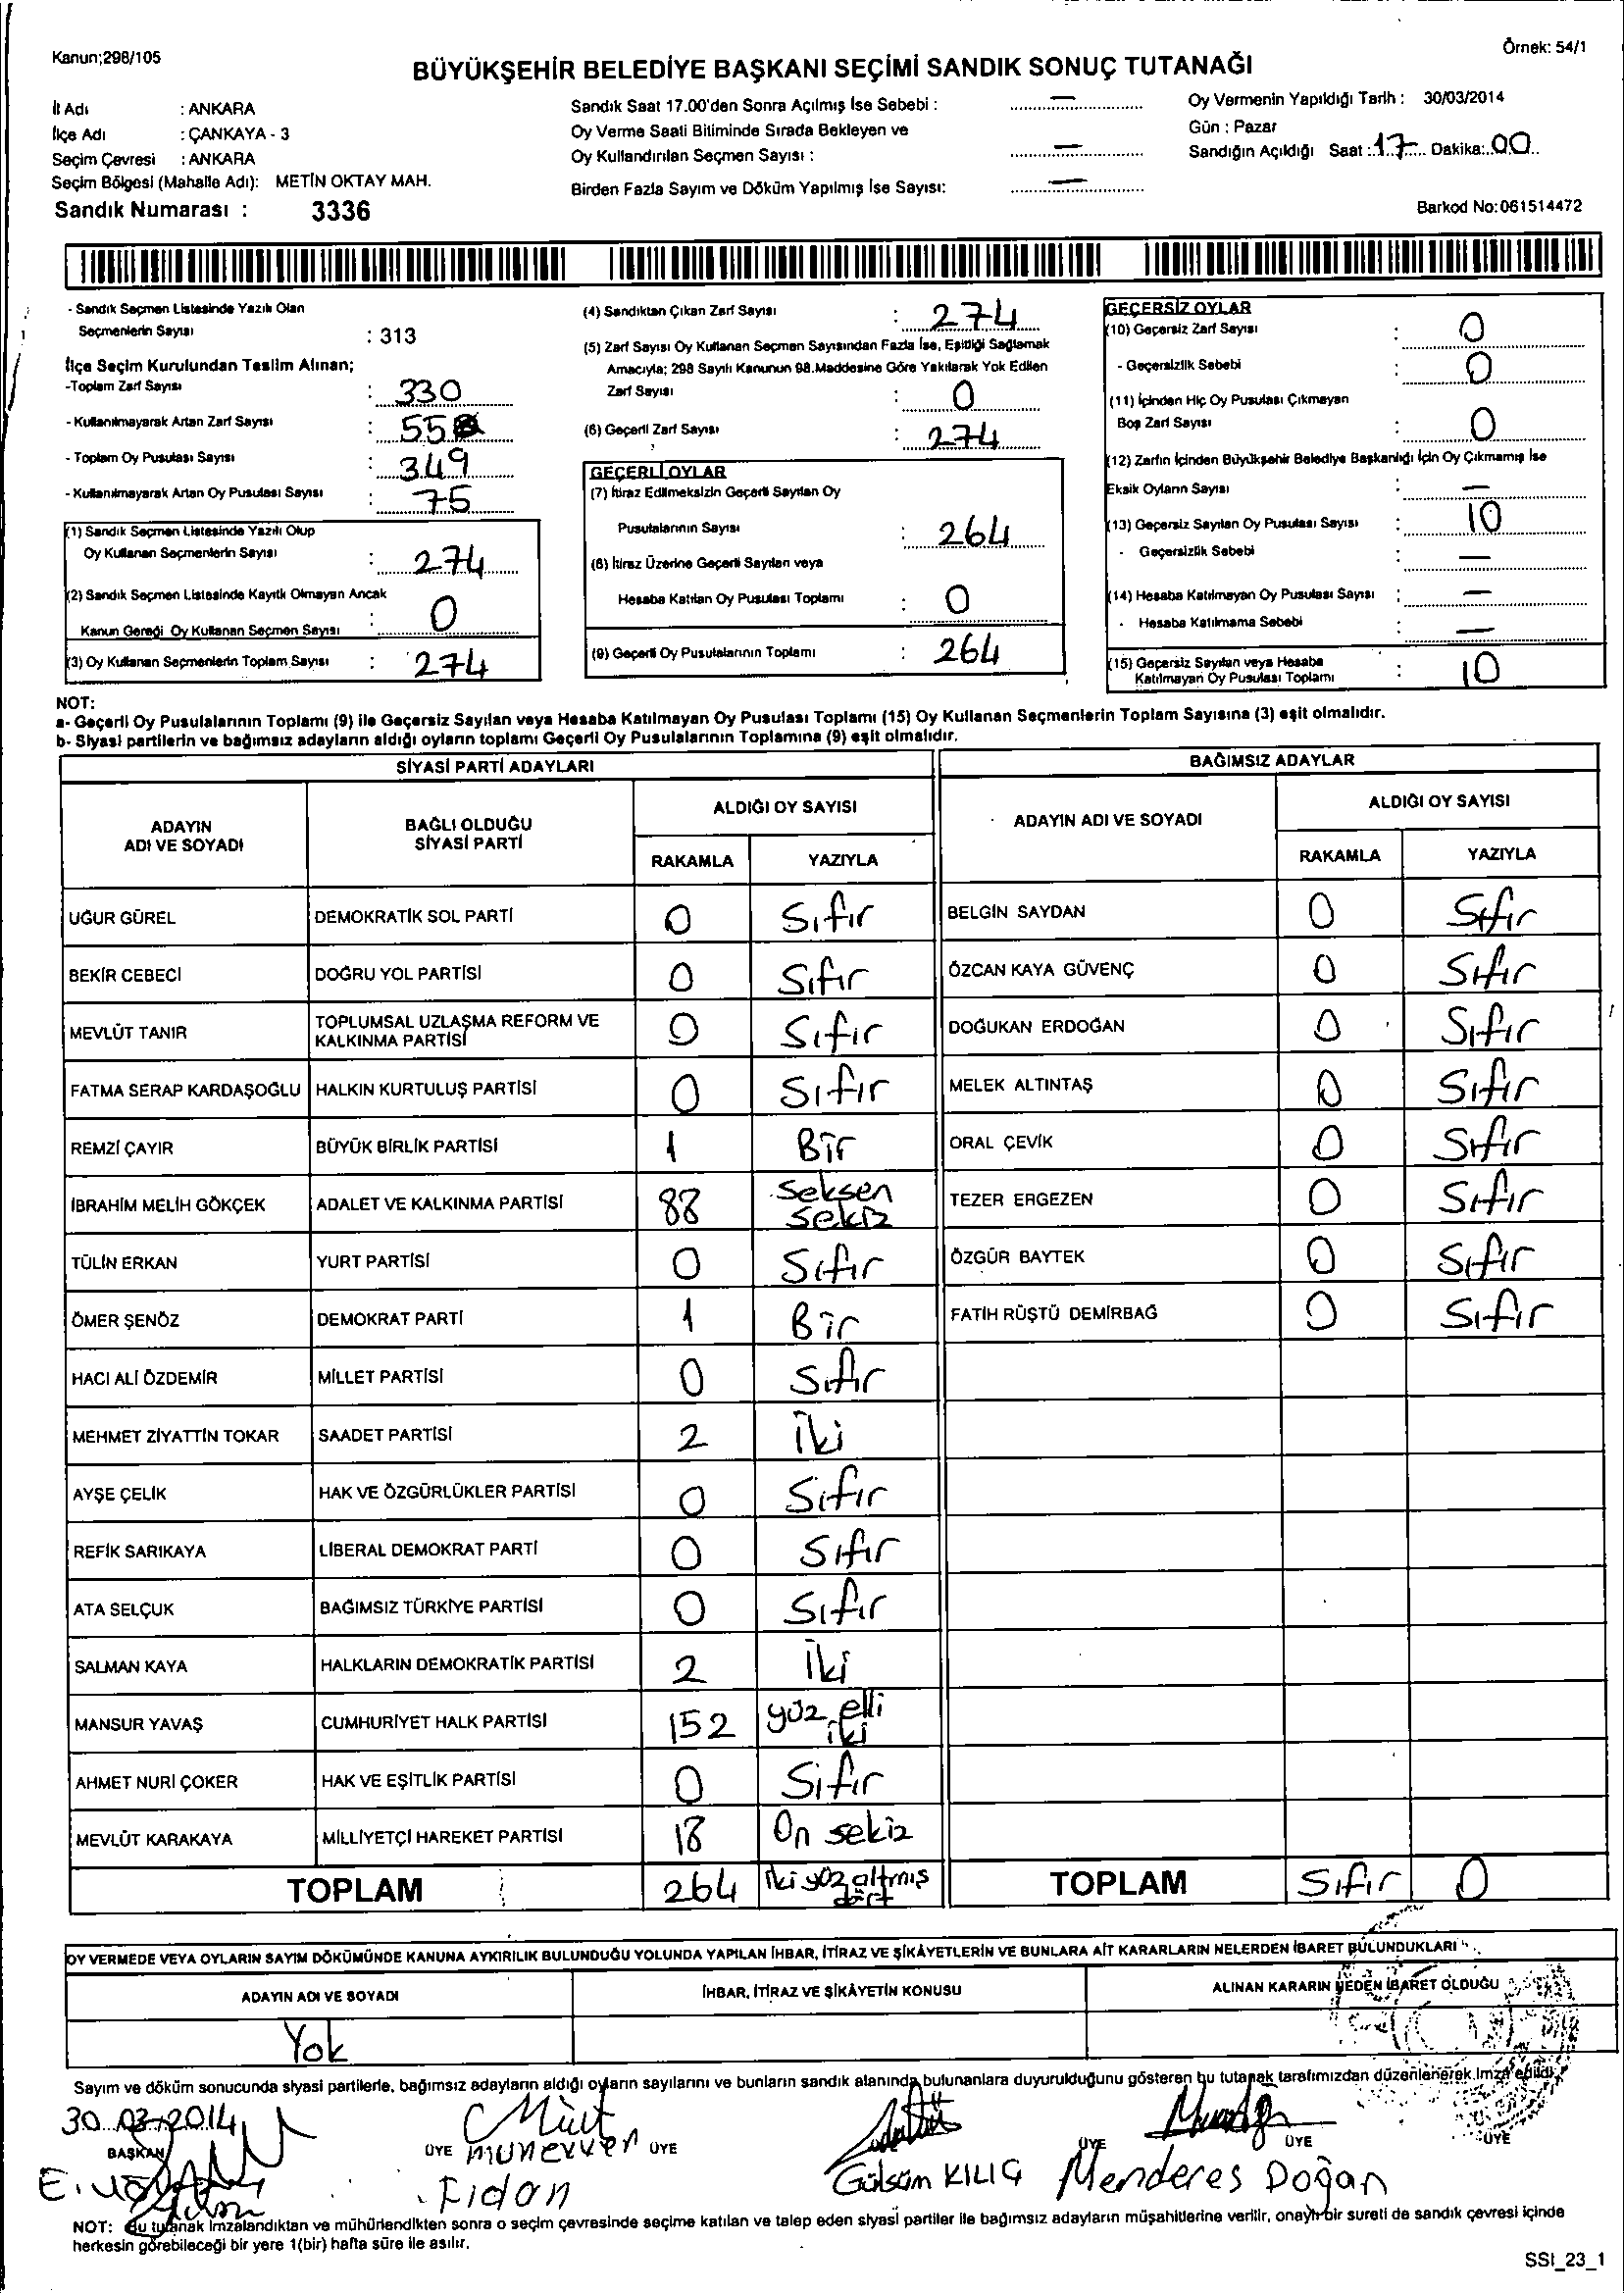 Kanun;298/105
Örnek: 54/1
BÜYÜKŞEHİR BELEDİYE BAŞKANI SEÇİMİ SANDIK SONUÇ TUTANAĞI
İl Adı : ANKARA
İlçe Adı : ÇANKAYA - 3
Seçim Çevresi : ANKARA
Seçim Bölgesi (Mahalle Adı): METİN OKTAY MAH.
Sandık Numarası : 3336
Sandık Saat 17.00'den Sonra Açılmış İse Sebebi : —
Oy Verme Saati Bitiminde Sırada Bekleyen ve
Oy Kullandırılan Seçmen Sayısı : —
Birden Fazla Sayım ve Döküm Yapılmış İse Sayısı: —
Oy Vermenin Yapıldığı Tarih : 30/03/2014
Gün : Pazar
Sandığın Açıldığı Saat : 17 Dakika: 00
Barkod No:061514472
- Sandık Seçmen Listesinde Yazılı Olan
Seçmenlerin Sayısı : 313
İlçe Seçim Kurulundan Teslim Alınan;
-Toplam Zarf Sayısı : 330
- Kullanılmayarak Artan Zarf Sayısı : 55
- Toplam Oy Pusulası Sayısı : 349
- Kullanılmayarak Artan Oy Pusulası Sayısı : 75
(1) Sandık Seçmen Listesinde Yazılı Olup
Oy Kullanan Seçmenlerin Sayısı : 274
(2) Sandık Seçmen Listesinde Kayıtlı Olmayan Ancak
Kanun Gereği Oy Kullanan Seçmen Sayısı : 0
(3) Oy Kullanan Seçmenlerin Toplam Sayısı : 274
(4) Sandıktan Çıkan Zarf Sayısı : 274
(5) Zarf Sayısı Oy Kullanan Seçmen Sayısından Fazla İse, Eşitliği Sağlamak
Amacıyla; 298 Sayılı Kanunun 98.Maddesine Göre Yakılarak Yok Edilen
Zarf Sayısı : 0
(6) Geçerli Zarf Sayısı : 274
GEÇERLİ OYLAR
(7) İtiraz Edilmeksizin Geçerli Sayılan Oy
Pusulalarının Sayısı : 264
(8) İtiraz Üzerine Geçerli Sayılan veya
Hesaba Katılan Oy Pusulası Toplamı : 0
(9) Geçerli Oy Pusulalarının Toplamı : 264
GEÇERSİZ OYLAR
(10) Geçersiz Zarf Sayısı : 0
- Geçersizlik Sebebi : 0
(11) İçinden Hiç Oy Pusulası Çıkmayan
Boş Zarf Sayısı : 0
(12) Zarfın İçinden Büyükşehir Belediye Başkanlığı İçin Oy Çıkmamış İse
Eksik Oyların Sayısı : —
(13) Geçersiz Sayılan Oy Pusulası Sayısı : 10
- Geçersizlik Sebebi : —
(14) Hesaba Katılmayan Oy Pusulası Sayısı : —
- Hesaba Katılmama Sebebi : —
(15) Geçersiz Sayılan veya Hesaba
Katılmayan Oy Pusulası Toplamı : 10
NOT:
a- Geçerli Oy Pusulalarının Toplamı (9) ile Geçersiz Sayılan veya Hesaba Katılmayan Oy Pusulası Toplamı (15) Oy Kullanan Seçmenlerin Toplam Sayısına (3) eşit olmalıdır.
b- Siyasi partilerin ve bağımsız adayların aldığı oyların toplamı Geçerli Oy Pusulalarının Toplamına (9) eşit olmalıdır.
SİYASİ PARTİ ADAYLARI
ADAYIN ADI VE SOYADI
BAĞLI OLDUĞU SİYASİ PARTİ
ALDIĞI OY SAYISI
RAKAMLA YAZIYLA
UĞUR GÜREL DEMOKRATİK SOL PARTİ 0 Sıfır
BEKİR CEBECİ DOĞRU YOL PARTİSİ 0 Sıfır
MEVLÜT TANIR TOPLUMSAL UZLAŞMA REFORM VE KALKINMA PARTİSİ 0 Sıfır
FATMA SERAP KARDAŞOĞLU HALKIN KURTULUŞ PARTİSİ 0 Sıfır
REMZİ ÇAYIR BÜYÜK BİRLİK PARTİSİ 1 Bir
İBRAHİM MELİH GÖKÇEK ADALET VE KALKINMA PARTİSİ 88 Seksen sekiz
TÜLİN ERKAN YURT PARTİSİ 0 Sıfır
ÖMER ŞENÖZ DEMOKRAT PARTİ 1 Bir
HACI ALİ ÖZDEMİR MİLLET PARTİSİ 0 Sıfır
MEHMET ZİYATTİN TOKAR SAADET PARTİSİ 2 İki
AYŞE ÇELİK HAK VE ÖZGÜRLÜKLER PARTİSİ 0 Sıfır
REFİK SARIKAYA LİBERAL DEMOKRAT PARTİ 0 Sıfır
ATA SELÇUK BAĞIMSIZ TÜRKİYE PARTİSİ 0 Sıfır
SALMAN KAYA HALKLARIN DEMOKRATİK PARTİSİ 2 İki
MANSUR YAVAŞ CUMHURİYET HALK PARTİSİ 152 yüz elli iki
AHMET NURİ ÇOKER HAK VE EŞİTLİK PARTİSİ 0 Sıfır
MEVLÜT KARAKAYA MİLLİYETÇİ HAREKET PARTİSİ 18 On sekiz
TOPLAM 264 İki yüz altmış dört
BAĞIMSIZ ADAYLAR
ADAYIN ADI VE SOYADI
ALDIĞI OY SAYISI
RAKAMLA YAZIYLA
BELGİN SAYDAN 0 Sıfır
ÖZCAN KAYA GÜVENÇ 0 Sıfır
DOĞUKAN ERDOĞAN 0 Sıfır
MELEK ALTINTAŞ 0 Sıfır
ORAL ÇEVİK 0 Sıfır
TEZER ERGEZEN 0 Sıfır
ÖZGÜR BAYTEK 0 Sıfır
FATİH RÜŞTÜ DEMİRBAĞ 0 Sıfır
TOPLAM Sıfır 0
OY VERMEDE VEYA OYLARIN SAYIM DÖKÜMÜNDE KANUNA AYKIRILIK BULUNDUĞU YOLUNDA YAPILAN İHBAR, İTİRAZ VE ŞİKÂYETLERİN VE BUNLARA AİT KARARLARIN NELERDEN İBARET BULUNDUKLARI
ADAYIN ADI VE SOYADI İHBAR, İTİRAZ VE ŞİKÂYETİN KONUSU ALINAN KARARIN NEDEN İBARET OLDUĞU
Yok
Sayım ve döküm sonucunda siyasi partilerle, bağımsız adayların aldığı oyların sayılarını ve bunların sandık alanında bulunanlara duyurulduğunu gösteren bu tutanak tarafımızdan düzenlenerek imza edildi.
30.03.2014
BAŞKAN ÜYE ÜYE ÜYE ÜYE ÜYE
münevver
Fidan
Gülsüm KILIÇ
Menderes Doğan
NOT: Bu tutanak imzalandıktan ve mühürlendikten sonra o seçim çevresinde seçime katılan ve talep eden siyasi partiler ile bağımsız adayların müşahitlerine verilir, onaylı bir sureti de sandık çevresi içinde
herkesin görebileceği bir yere 1(bir) hafta süre ile asılır.
SSI_23_1